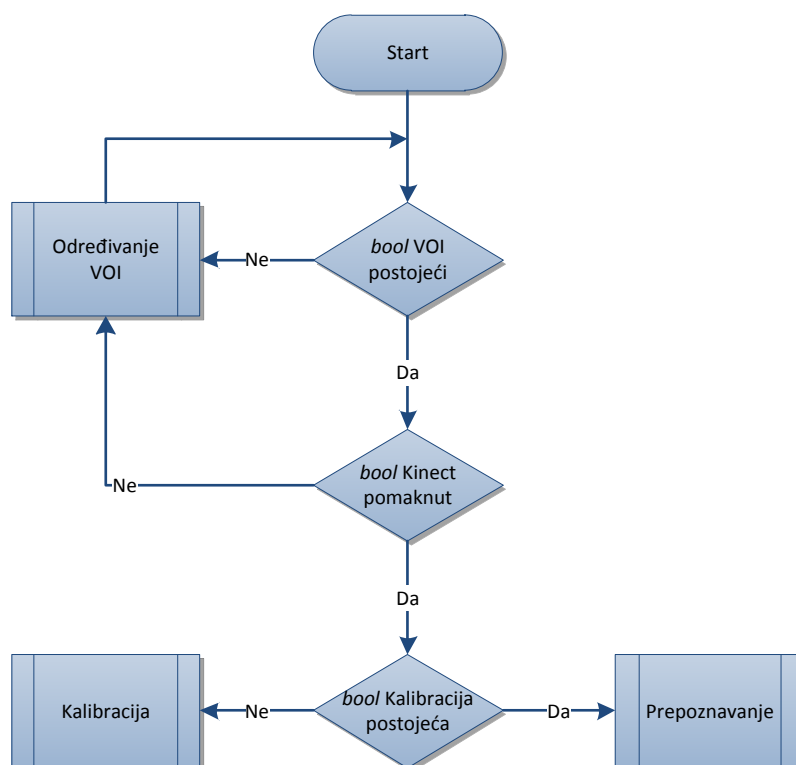 Start
Određivanje
VOI
Ne
bool VOI
postojeći
Da
Ne
bool Kinect
pomaknut
Da
Kalibracija
Ne
bool Kalibracija
postojeća
Da
Prepoznavanje